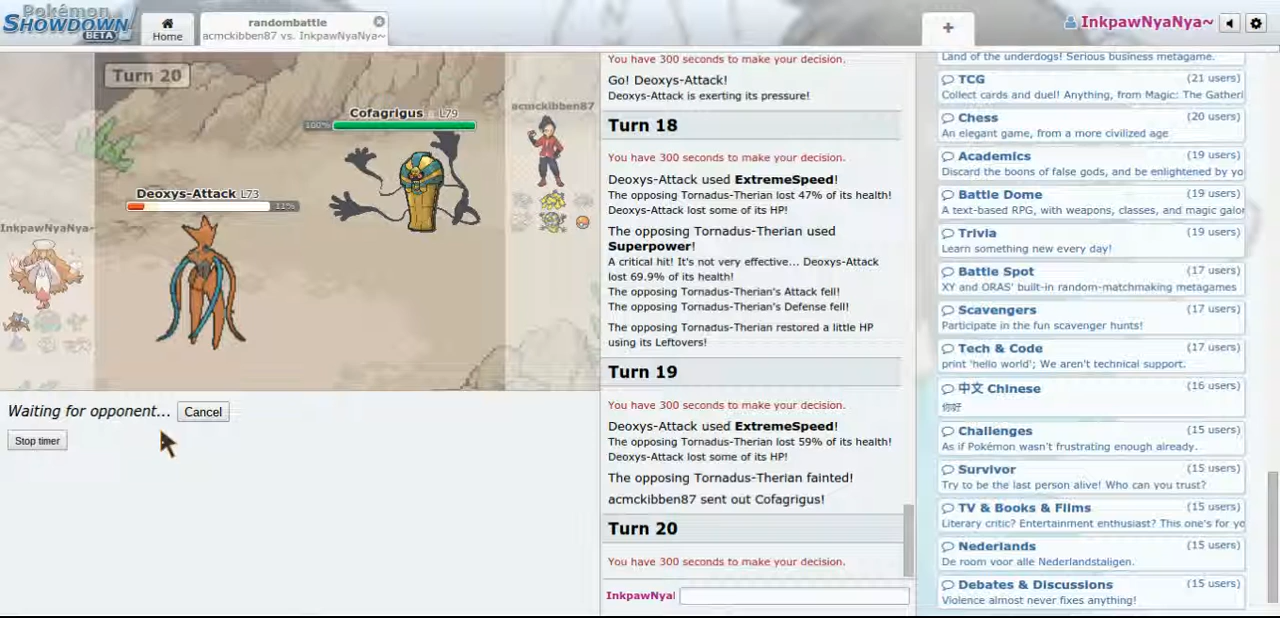 Pokémon
SHOWDOWN!
BETA
Home
randombattle
acmckibben87 vs. InkpawNyaNya~
+
InkpawNyaNya~
Turn 20
Cofagrigus L79
100%
acmckibben87
Deoxys-Attack L73
11%
InkpawNyaNya~
Waiting for opponent... Cancel
Stop timer
You have 300 seconds to make your decision.
Go! Deoxys-Attack!
Deoxys-Attack is exerting its pressure!
Turn 18
You have 300 seconds to make your decision.
Deoxys-Attack used ExtremeSpeed!
The opposing Tornadus-Therian lost 47% of its health!
Deoxys-Attack lost some of its HP!
The opposing Tornadus-Therian used
Superpower!
A critical hit! It's not very effective... Deoxys-Attack
lost 69.9% of its health!
The opposing Tornadus-Therian's Attack fell!
The opposing Tornadus-Therian's Defense fell!
The opposing Tornadus-Therian restored a little HP
using its Leftovers!
Turn 19
You have 300 seconds to make your decision.
Deoxys-Attack used ExtremeSpeed!
The opposing Tornadus-Therian lost 59% of its health!
Deoxys-Attack lost some of its HP!
The opposing Tornadus-Therian fainted!
acmckibben87 sent out Cofagrigus!
Turn 20
You have 300 seconds to make your decision.
InkpawNyal
Land of the underdogs! Serious business metagame.
TCG (21 users)
Collect cards and duel! Anything, from Magic: The Gatheri
Chess (20 users)
An elegant game, from a more civilized age
Academics (19 users)
Discard the boons of false gods, and be enlightened by yo
Battle Dome (19 users)
A text-based RPG, with weapons, classes, and magic galor
Trivia (19 users)
Learn something new every day!
Battle Spot (17 users)
XY and ORAS' built-in random-matchmaking metagames
Scavengers (17 users)
Participate in the fun scavenger hunts!
Tech & Code (17 users)
print 'hello world'; We aren't technical support.
中文 Chinese (16 users)
你好
Challenges (15 users)
As if Pokémon wasn't frustrating enough already.
Survivor (15 users)
Try to be the last person alive! Who can you trust?
TV & Books & Films (15 users)
Literary critic? Entertainment enthusiast? This one's for yo
Nederlands (15 users)
De room voor alle Nederlandstaligen.
Debates & Discussions (15 users)
Violence almost never fixes anything!